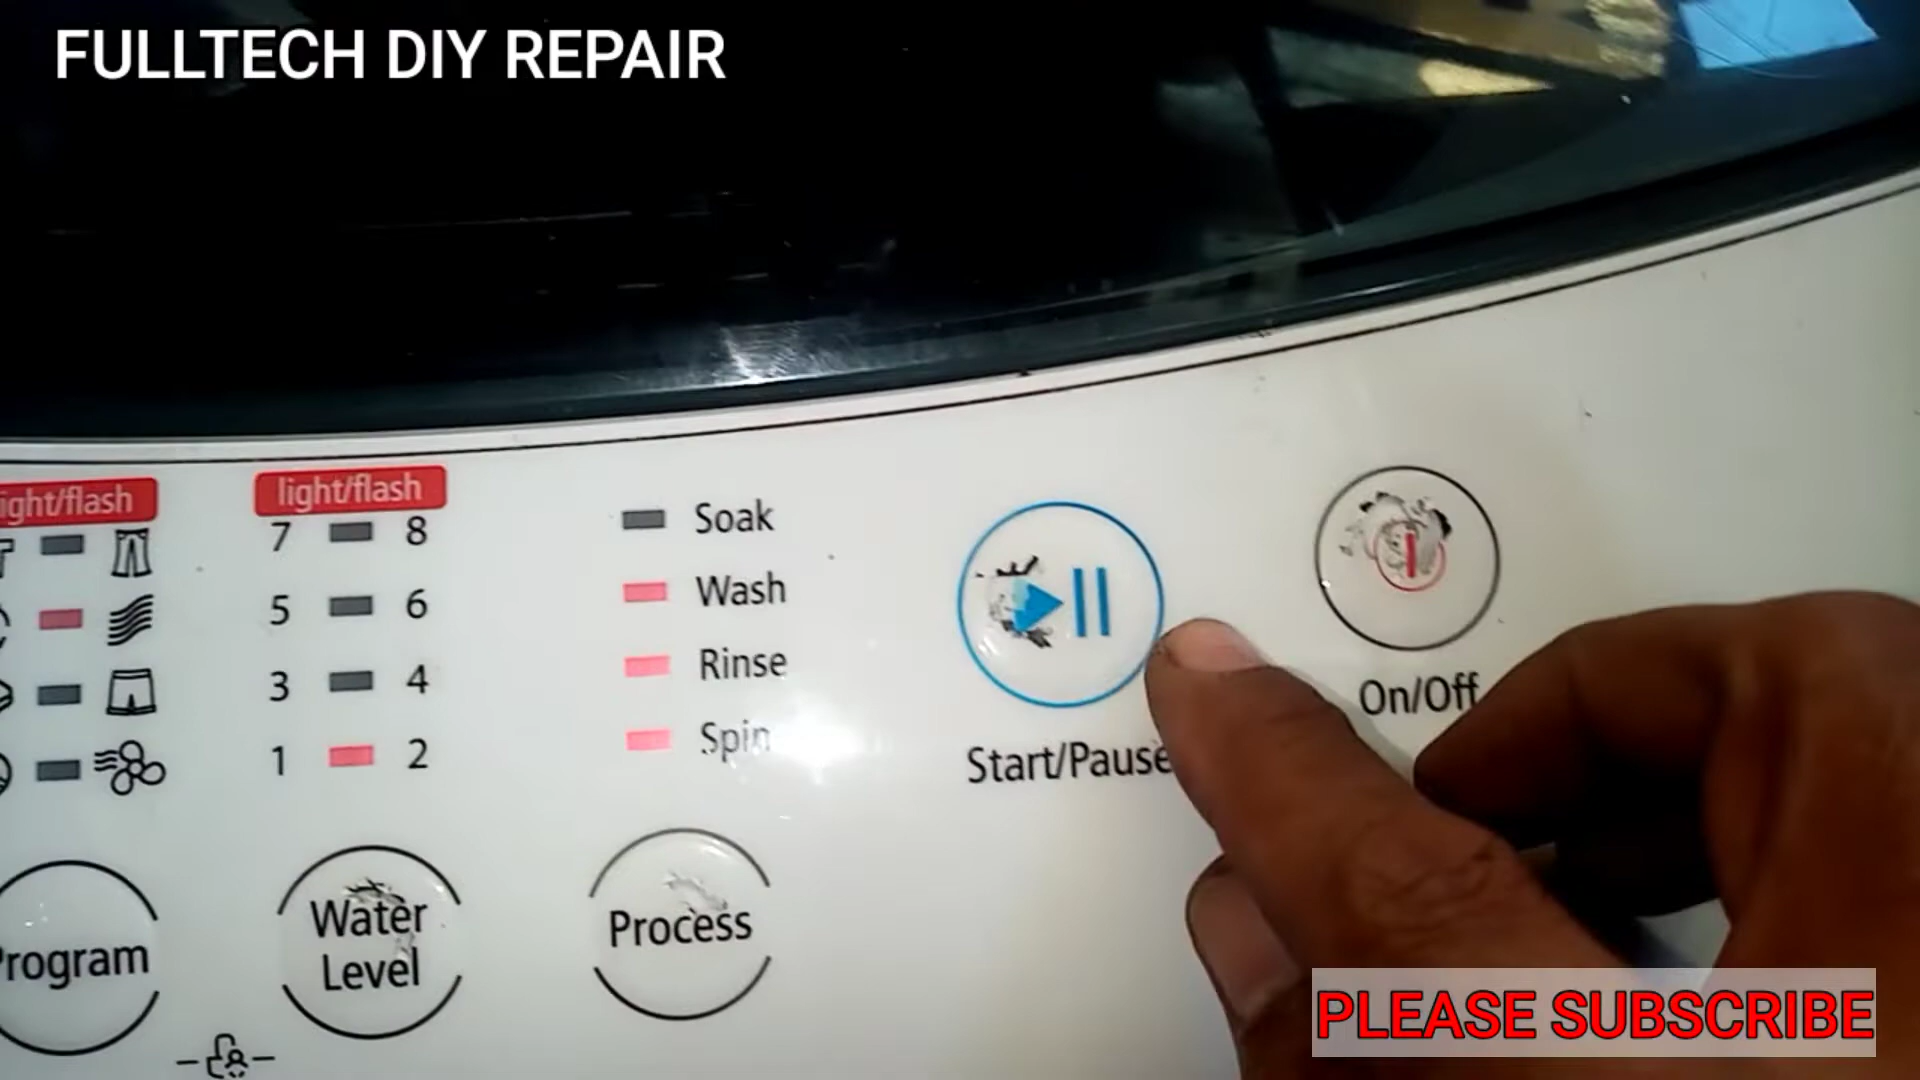 FULLTECH DIY REPAIR
ight/flash
light/flash
7 8
5 6
3 4
1 2
Soak
Wash
Rinse
Spin
Start/Pause
On/Off
Program
Water
Level
Process
PLEASE SUBSCRIBE